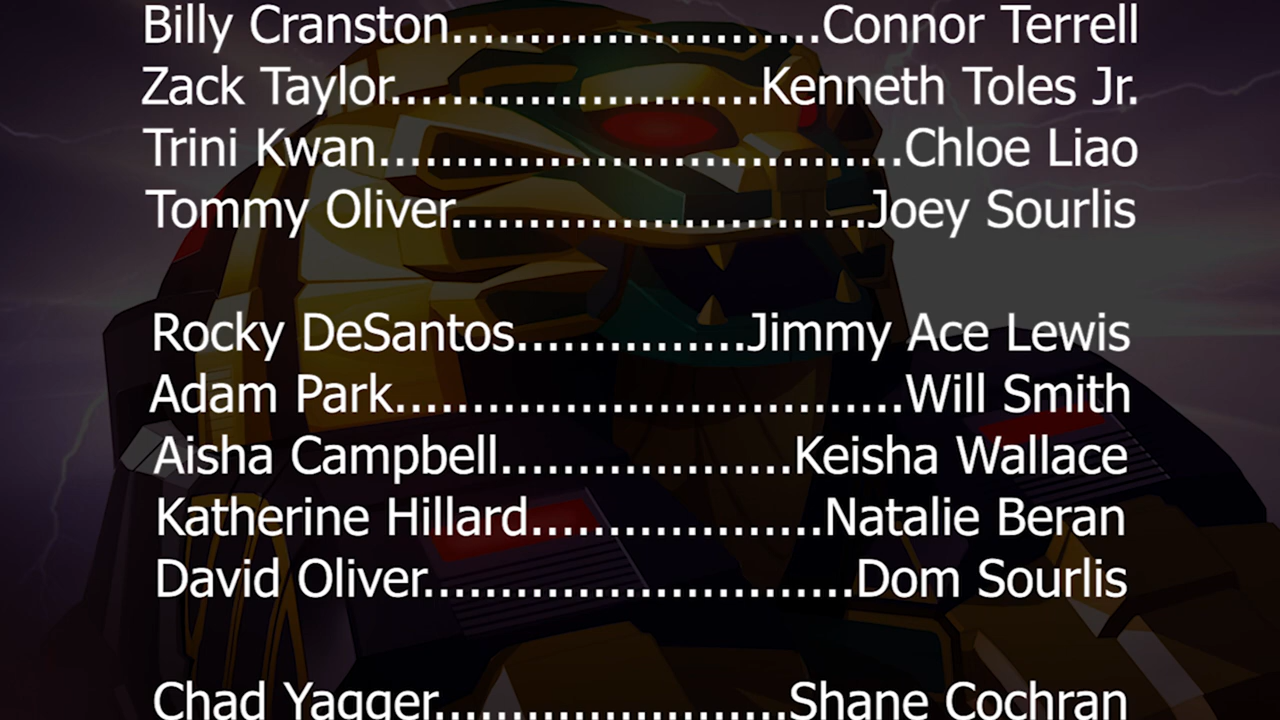 Billy Cranston........................Connor Terrell
Zack Taylor........................Kenneth Toles Jr.
Trini Kwan..................................Chloe Liao
Tommy Oliver...........................Joey Sourlis
Rocky DeSantos...............Jimmy Ace Lewis
Adam Park.................................Will Smith
Aisha Campbell...................Keisha Wallace
Katherine Hillard...................Natalie Beran
David Oliver............................Dom Sourlis
Chad Yagger.......................Shane Cochran